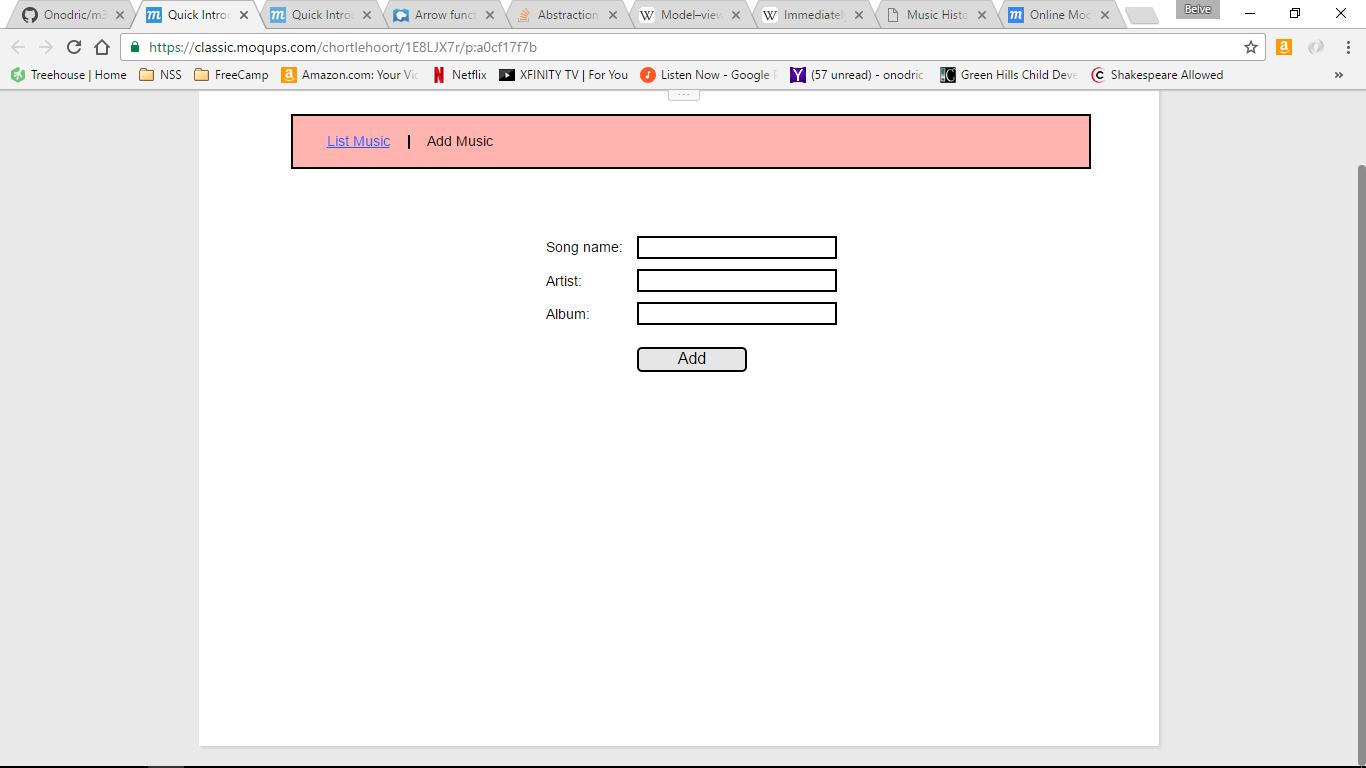 Onodric/m3 Quick Introd Quick Introd Arrow funct Abstraction Model–view Immediately Music Histo Online Moc Beive
https://classic.moqups.com/chortlehoort/1E8LJX7r/p:a0cf17f7b
Treehouse | Home NSS FreeCamp Amazon.com: Your Vic Netflix XFINITY TV | For You Listen Now - Google P (57 unread) - onodric Green Hills Child Deve Shakespeare Allowed »
List Music | Add Music
Song name:
Artist:
Album:
Add